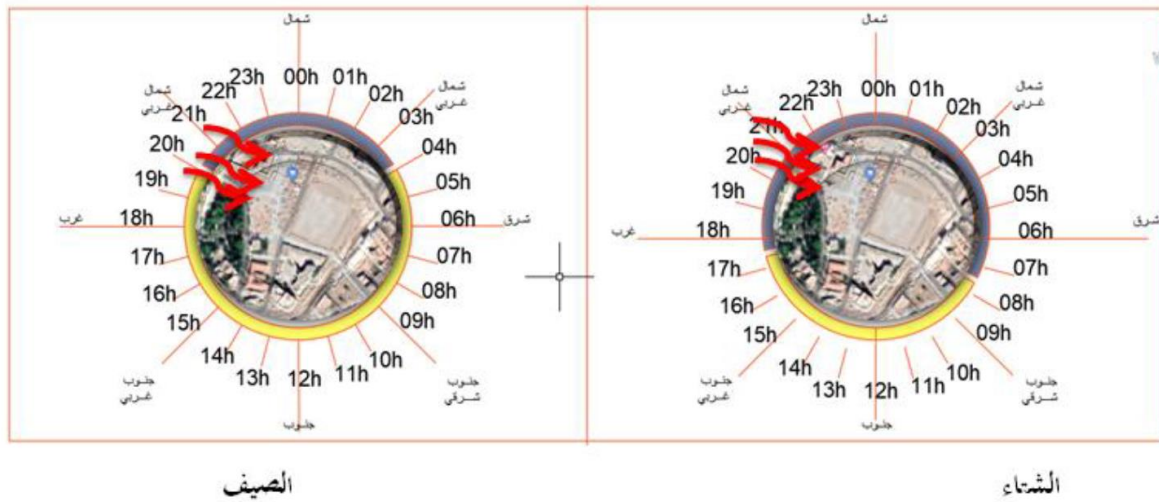 شمال
00h
01h
02h
03h
شمال
غربي
04h
05h
06h
شرق
07h
08h
09h
جنوب
شرقي
10h
11h
12h
جنوب
13h
14h
15h
جنوب
غربي
16h
17h
18h
غرب
19h
20h
21h
شمال
غربي
22h
23h
الشتاء
شمال
00h
01h
02h
03h
شمال
غربي
04h
05h
06h
شرق
07h
08h
09h
جنوب
شرقي
10h
11h
12h
جنوب
13h
14h
15h
جنوب
غربي
16h
17h
18h
غرب
19h
20h
21h
شمال
غربي
22h
23h
الصيف